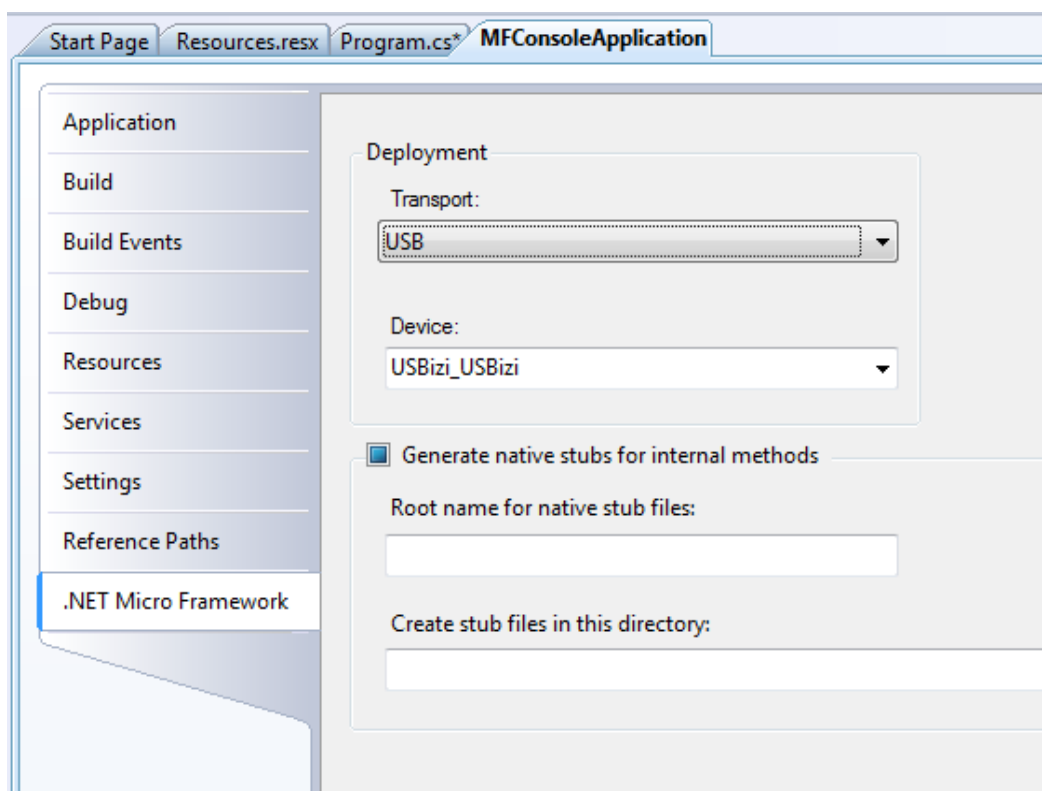 Start Page Resources.resx Program.cs* MFConsoleApplication
Application
Build
Build Events
Debug
Resources
Services
Settings
Reference Paths
.NET Micro Framework
Deployment
Transport:
USB
Device:
USBizi_USBizi
Generate native stubs for internal methods
Root name for native stub files:
Create stub files in this directory: